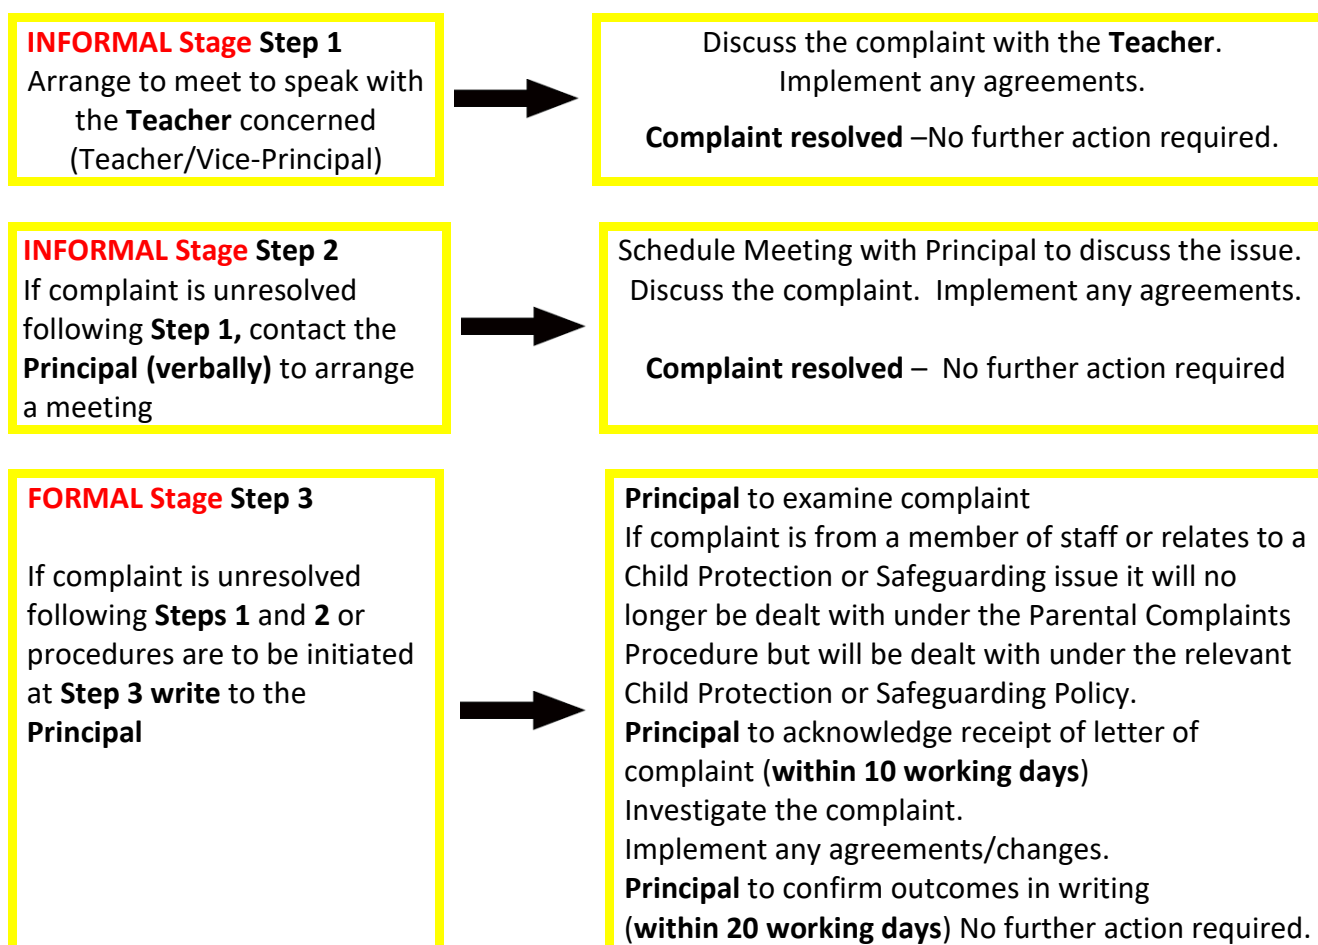 INFORMAL Stage Step 1
Arrange to meet to speak with
the Teacher concerned
(Teacher/Vice-Principal)
Discuss the complaint with the Teacher.
Implement any agreements.
Complaint resolved –No further action required.
INFORMAL Stage Step 2
If complaint is unresolved
following Step 1, contact the
Principal (verbally) to arrange
a meeting
Schedule Meeting with Principal to discuss the issue.
Discuss the complaint.  Implement any agreements.
Complaint resolved –  No further action required
FORMAL Stage Step 3
If complaint is unresolved
following Steps 1 and 2 or
procedures are to be initiated
at Step 3 write to the
Principal
Principal to examine complaint
If complaint is from a member of staff or relates to a
Child Protection or Safeguarding issue it will no
longer be dealt with under the Parental Complaints
Procedure but will be dealt with under the relevant
Child Protection or Safeguarding Policy.
Principal to acknowledge receipt of letter of
complaint (within 10 working days)
Investigate the complaint.
Implement any agreements/changes.
Principal to confirm outcomes in writing
(within 20 working days) No further action required.